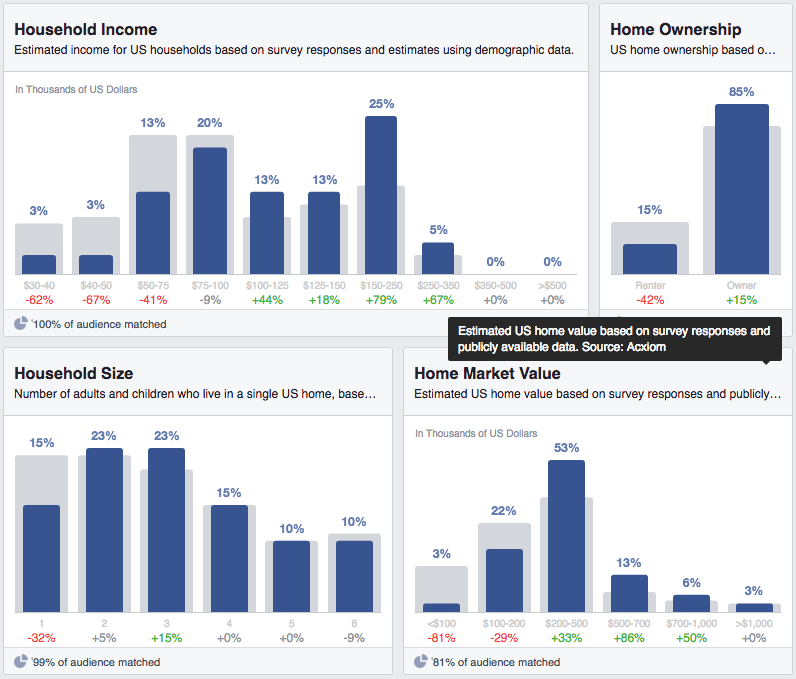 Household Income
Estimated income for US households based on survey responses and estimates using demographic data.
In Thousands of US Dollars
3% 3% 13% 20% 13% 13% 25% 5% 0% 0%
$30-40 $40-50 $50-75 $75-100 $100-125 $125-150 $150-250 $250-350 $350-500 >$500
-62% -67% -41% -9% +44% +18% +79% +67% +0% +0%
'100% of audience matched
Home Ownership
US home ownership based o…
15% 85%
Renter Owner
-42% +15%
Estimated US home value based on survey responses and
publicly available data. Source: Acxiom
Household Size
Number of adults and children who live in a single US home, base…
15% 23% 23% 15% 10% 10%
1 2 3 4 5 6
-32% +5% +15% +0% +0% -9%
'99% of audience matched
Home Market Value
Estimated US home value based on survey responses and publicly…
In Thousands of US Dollars
3% 22% 53% 13% 6% 3%
<$100 $100-200 $200-500 $500-700 $700-1,000 >$1,000
-81% -29% +33% +86% +50% +0%
'81% of audience matched